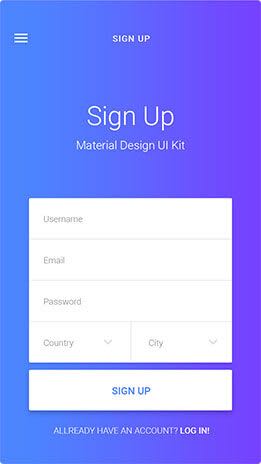 SIGN UP
Sign Up
Material Design UI Kit
Username
Email
Password
Country City
SIGN UP
ALLREADY HAVE AN ACCOUNT? LOG IN!